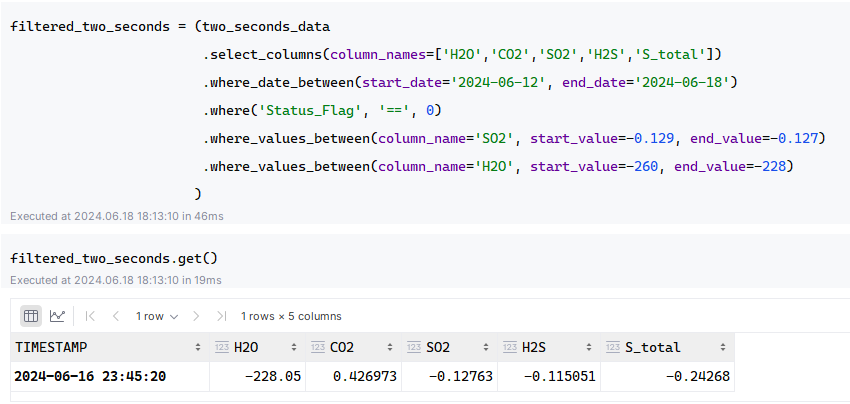 filtered_two_seconds = (two_seconds_data
.select_columns(column_names=['H2O','CO2','SO2','H2S','S_total'])
.where_date_between(start_date='2024-06-12', end_date='2024-06-18')
.where('Status_Flag', '==', 0)
.where_values_between(column_name='SO2', start_value=-0.129, end_value=-0.127)
.where_values_between(column_name='H2O', start_value=-260, end_value=-228)
)
Executed at 2024.06.18 18:13:10 in 46ms
filtered_two_seconds.get()
Executed at 2024.06.18 18:13:10 in 19ms
1 row 1 rows × 5 columns
TIMESTAMP 123 H2O 123 CO2 123 SO2 123 H2S 123 S_total
2024-06-16 23:45:20 -228.05 0.426973 -0.12763 -0.115051 -0.24268